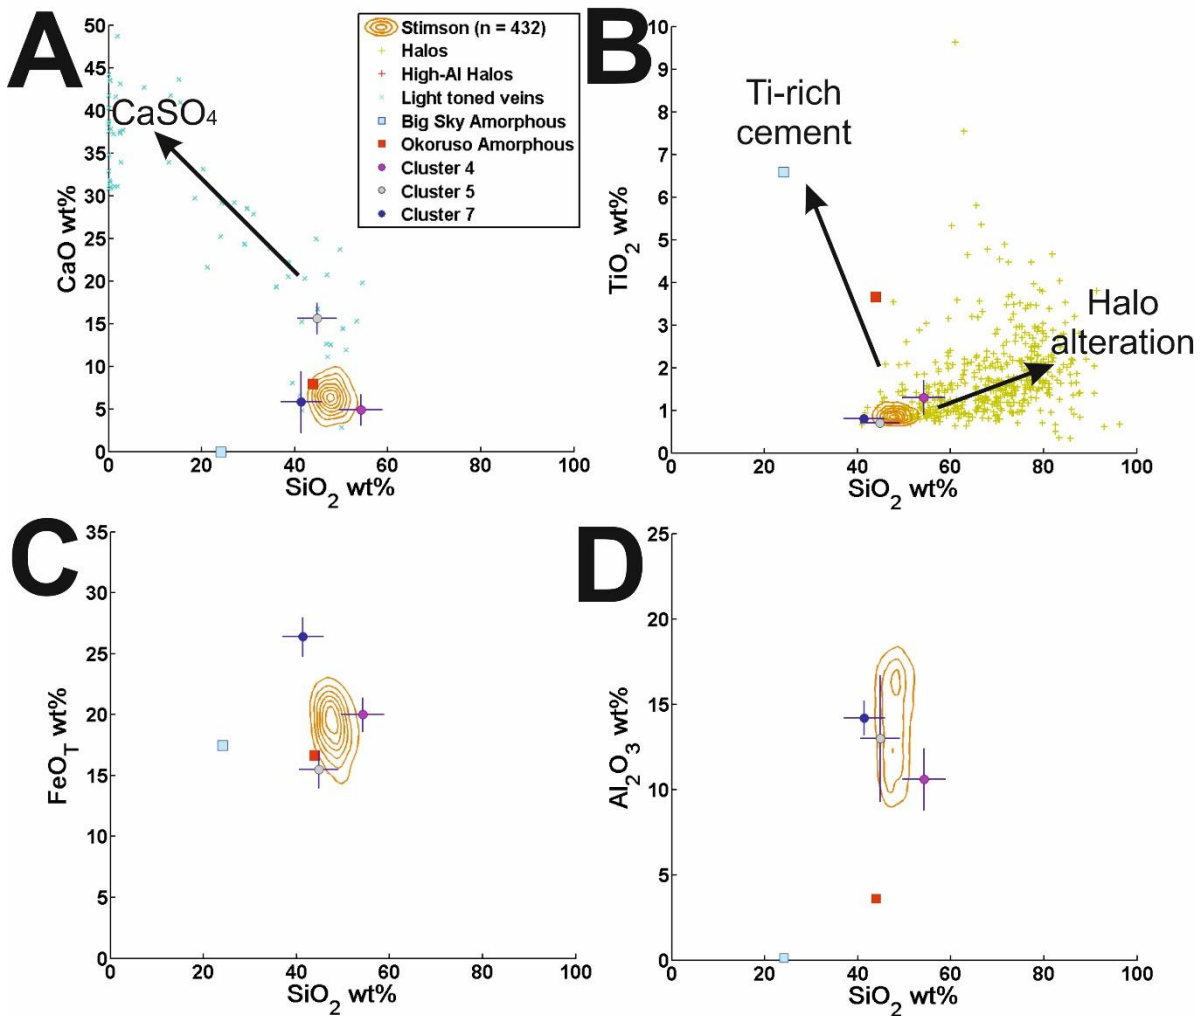 A
50
45
40
35
30
25
20
15
10
5
0
CaO wt%
0 20 40 60 80 100
SiO2 wt%
CaSO4
Stimson (n = 432)
Halos
High-Al Halos
Light toned veins
Big Sky Amorphous
Okoruso Amorphous
Cluster 4
Cluster 5
Cluster 7
B
10
9
8
7
6
5
4
3
2
1
0
TiO2 wt%
0 20 40 60 80 100
SiO2 wt%
Ti-rich
cement
Halo
alteration
C
35
30
25
20
15
10
5
0
FeOT wt%
0 20 40 60 80 100
SiO2 wt%
D
25
20
15
10
5
0
Al2O3 wt%
0 20 40 60 80 100
SiO2 wt%